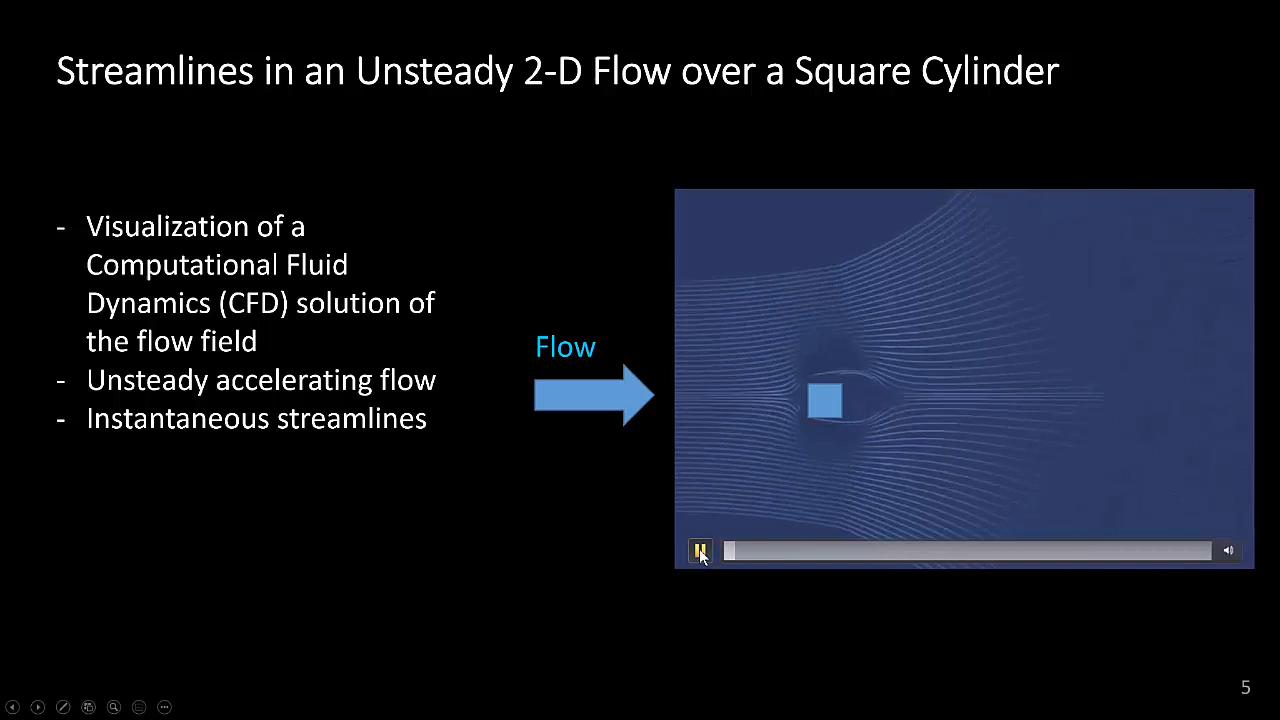 Streamlines in an Unsteady 2-D Flow over a Square Cylinder
- Visualization of a
Computational Fluid
Dynamics (CFD) solution of
the flow field
- Unsteady accelerating flow
- Instantaneous streamlines
Flow
5